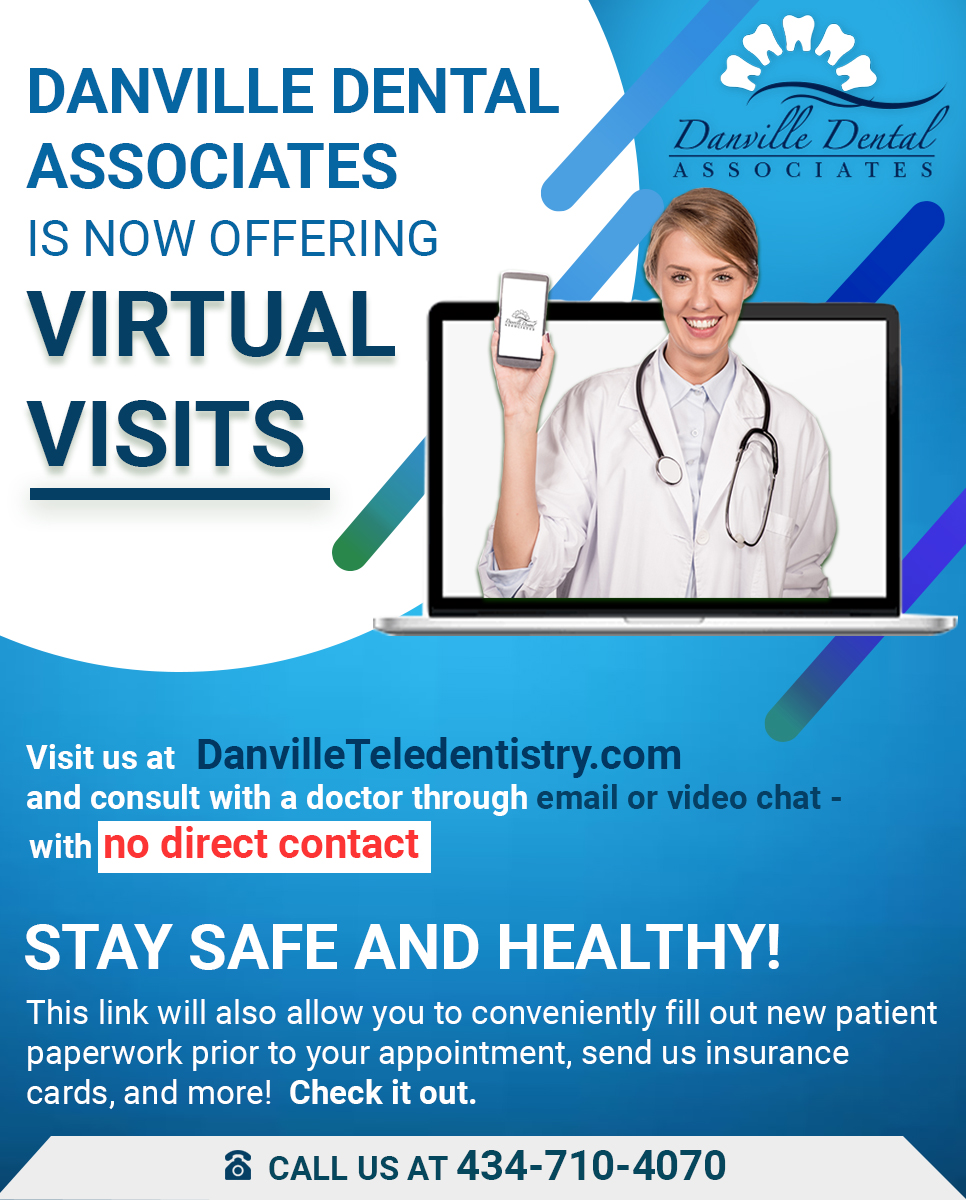 Danville Dental
ASSOCIATES
DANVILLE DENTAL
ASSOCIATES
IS NOW OFFERING
VIRTUAL
VISITS
Danville Dental
ASSOCIATES
Visit us at DanvilleTeledentistry.com
and consult with a doctor through email or video chat -
with no direct contact
STAY SAFE AND HEALTHY!
This link will also allow you to conveniently fill out new patient
paperwork prior to your appointment, send us insurance
cards, and more! Check it out.
CALL US AT 434-710-4070